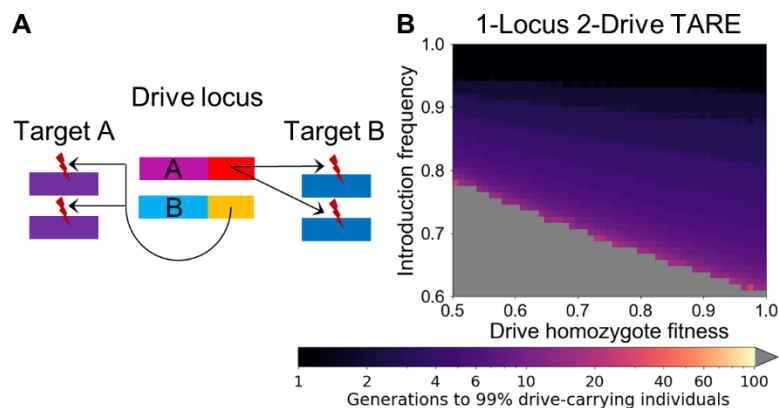 A
Drive locus
Target A
Target B
A
B
B
1-Locus 2-Drive TARE
Introduction frequency
1.0
0.9
0.8
0.7
0.6
0.5 0.6 0.7 0.8 0.9 1.0
Drive homozygote fitness
1 2 4 6 10 20 40 60 100
Generations to 99% drive-carrying individuals